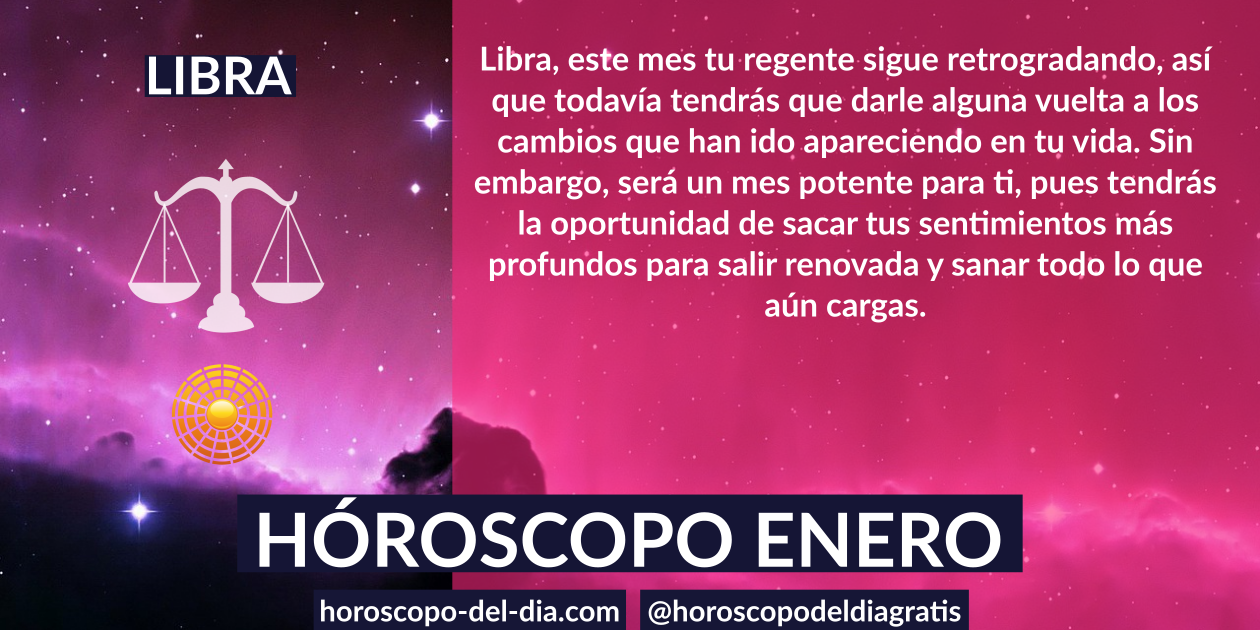 LIBRA
Libra, este mes tu regente sigue retrogradando, así
que todavía tendrás que darle alguna vuelta a los
cambios que han ido apareciendo en tu vida. Sin
embargo, será un mes potente para ti, pues tendrás
la oportunidad de sacar tus sentimientos más
profundos para salir renovada y sanar todo lo que
aún cargas.
HÓROSCOPO ENERO
horoscopo-del-dia.com
@horoscopodeldiagratis